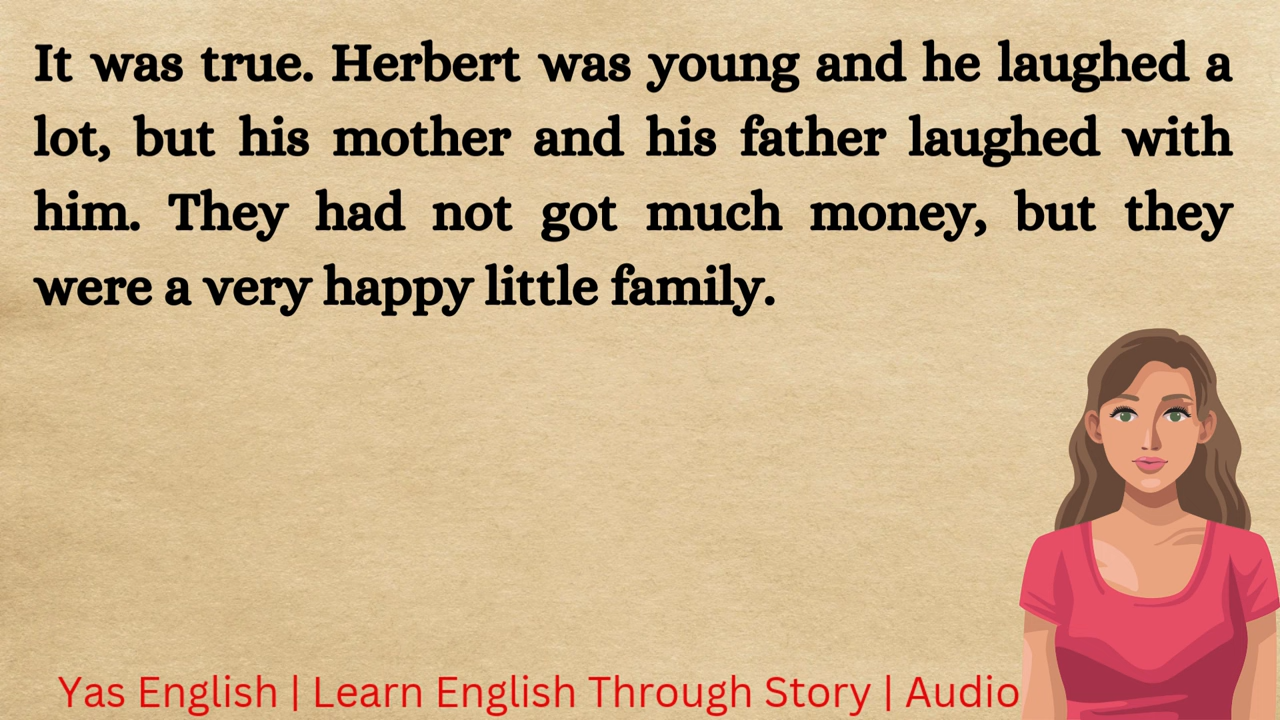 It was true. Herbert was young and he laughed a
lot, but his mother and his father laughed with
him. They had not got much money, but they
were a very happy little family.
Yas English | Learn English Through Story | Audio